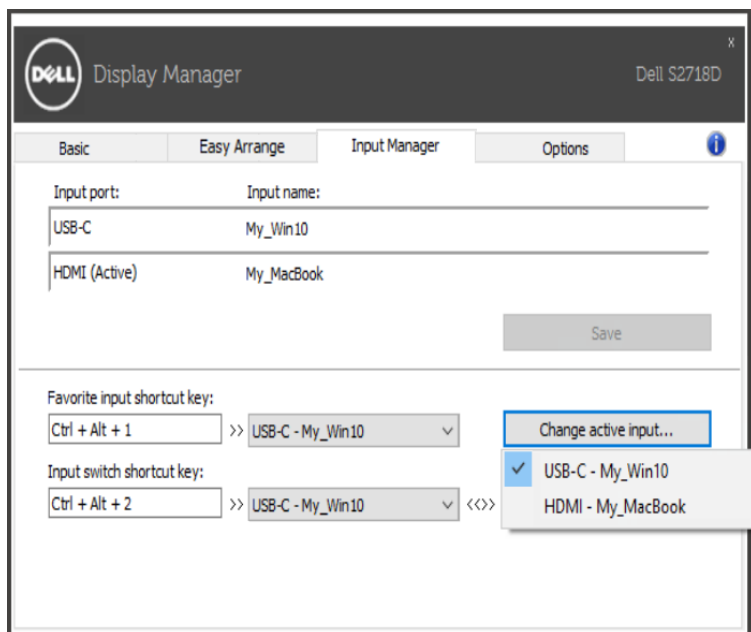 DELL Display Manager
x
Dell S2718D
Basic Easy Arrange Input Manager Options i
Input port: Input name:
USB-C My_Win10
HDMI (Active) My_MacBook
Save
Favorite input shortcut key:
Ctrl + Alt + 1 >> USB-C - My_Win10 Change active input...
✓ USB-C - My_Win10
Input switch shortcut key:
Ctrl + Alt + 2 >> USB-C - My_Win10 <<>> HDMI - My_MacBook